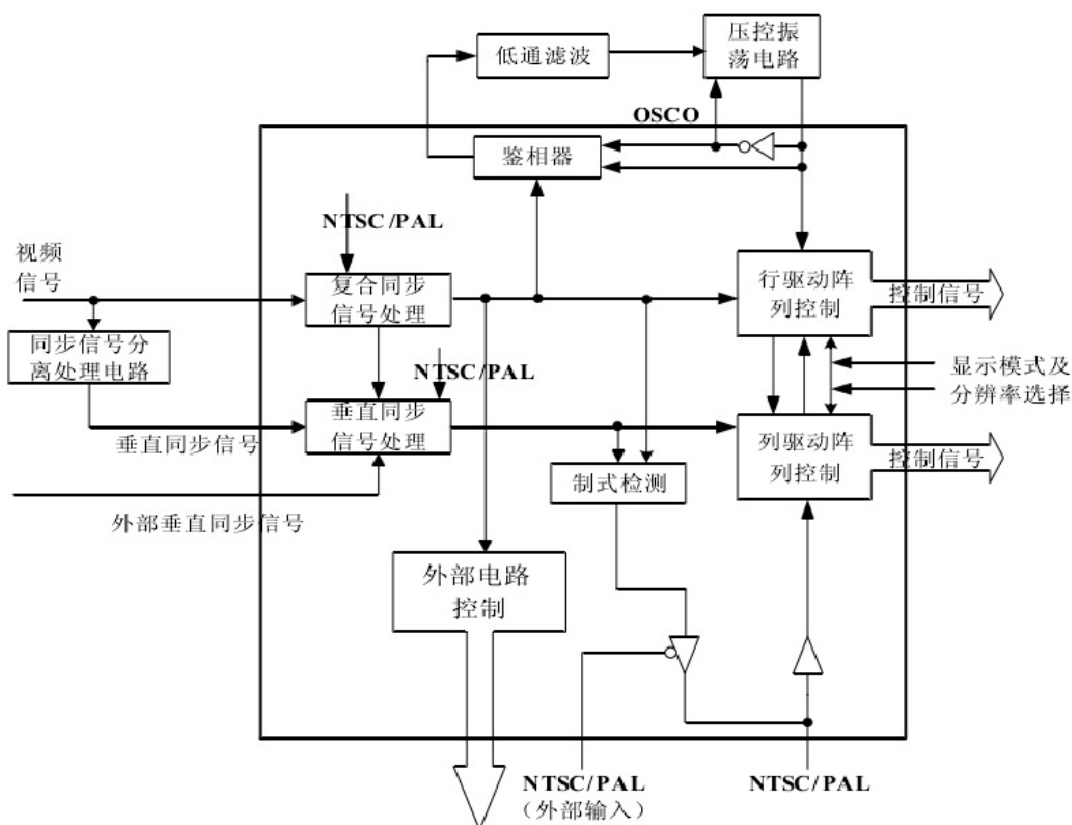 压控振
荡电路
低通滤波
OSCO
鉴相器
NTSC/PAL
视频
信号
复合同步
信号处理
行驱动阵
列控制
控制信号
同步信号分
离处理电路
NTSC/PAL
显示模式及
分辨率选择
垂直同步
信号处理
垂直同步信号
列驱动阵
列控制
控制信号
制式检测
外部垂直同步信号
外部电路
控制
NTSC/PAL
（外部输入）
NTSC/PAL